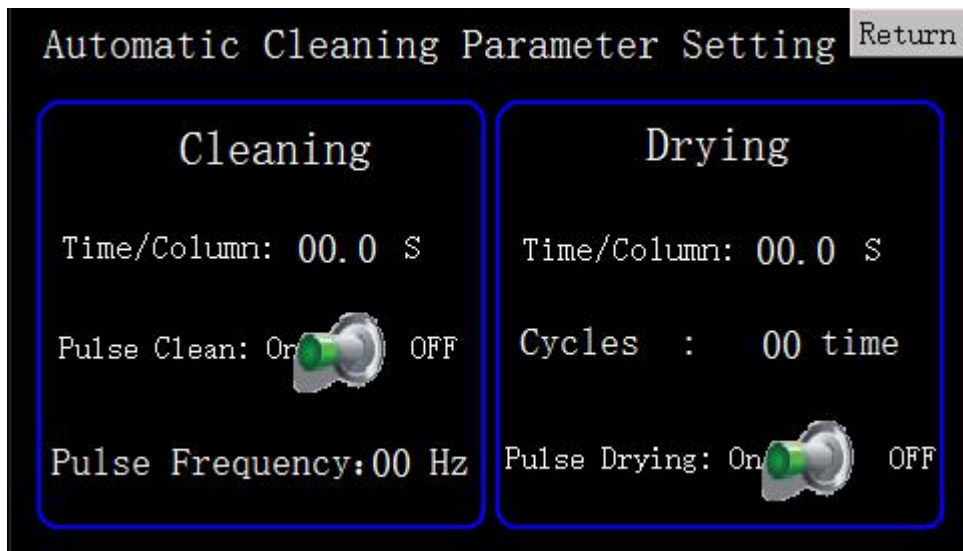 Automatic Cleaning Parameter Setting
Return
Cleaning
Time/Column: 00.0 S
Pulse Clean: On OFF
Pulse Frequency:00 Hz
Drying
Time/Column: 00.0 S
Cycles : 00 time
Pulse Drying: On OFF